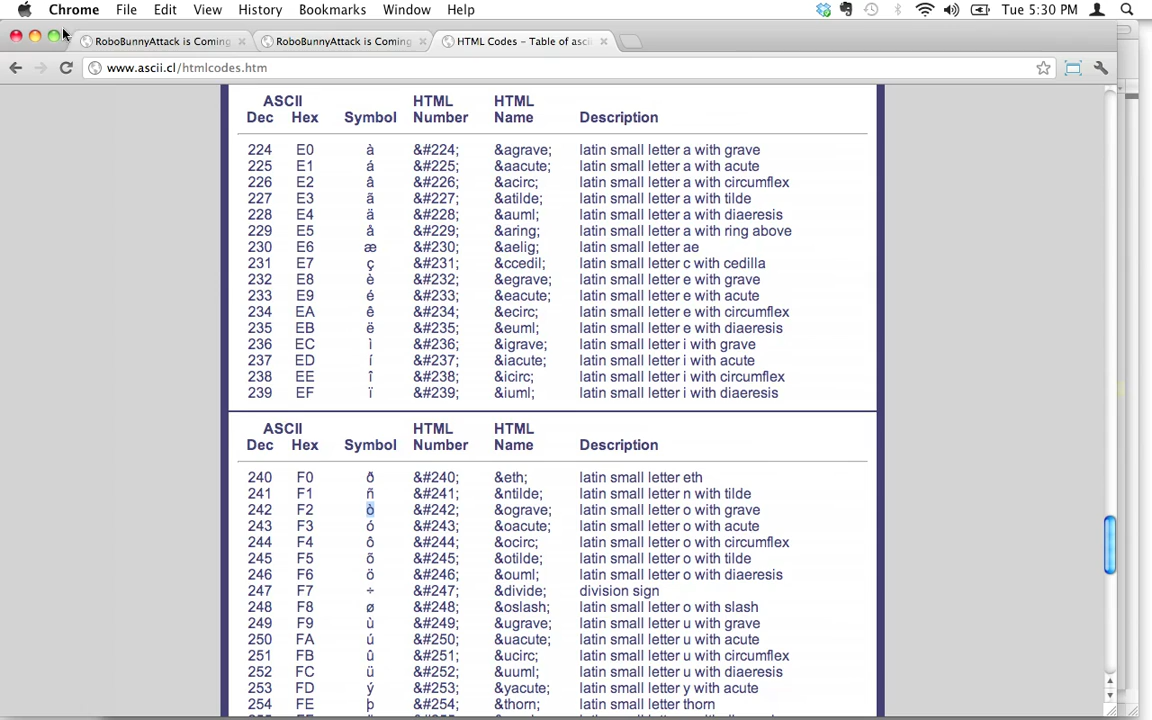 Chrome File Edit View History Bookmarks Window Help Tue 5:30 PM
RoboBunnyAttack is Coming RoboBunnyAttack is Coming HTML Codes - Table of asci
www.ascii.cl/htmlcodes.htm
ASCII HTML HTML
Dec Hex Symbol Number Name Description
224 E0 à &#224; &agrave; latin small letter a with grave
225 E1 á &#225; &aacute; latin small letter a with acute
226 E2 â &#226; &acirc; latin small letter a with circumflex
227 E3 ã &#227; &atilde; latin small letter a with tilde
228 E4 ä &#228; &auml; latin small letter a with diaeresis
229 E5 å &#229; &aring; latin small letter a with ring above
230 E6 æ &#230; &aelig; latin small letter ae
231 E7 ç &#231; &ccedil; latin small letter c with cedilla
232 E8 è &#232; &egrave; latin small letter e with grave
233 E9 é &#233; &eacute; latin small letter e with acute
234 EA ê &#234; &ecirc; latin small letter e with circumflex
235 EB ë &#235; &euml; latin small letter e with diaeresis
236 EC ì &#236; &igrave; latin small letter i with grave
237 ED í &#237; &iacute; latin small letter i with acute
238 EE î &#238; &icirc; latin small letter i with circumflex
239 EF ï &#239; &iuml; latin small letter i with diaeresis
ASCII HTML HTML
Dec Hex Symbol Number Name Description
240 F0 ð &#240; &eth; latin small letter eth
241 F1 ñ &#241; &ntilde; latin small letter n with tilde
242 F2 ò &#242; &ograve; latin small letter o with grave
243 F3 ó &#243; &oacute; latin small letter o with acute
244 F4 ô &#244; &ocirc; latin small letter o with circumflex
245 F5 õ &#245; &otilde; latin small letter o with tilde
246 F6 ö &#246; &ouml; latin small letter o with diaeresis
247 F7 ÷ &#247; &divide; division sign
248 F8 ø &#248; &oslash; latin small letter o with slash
249 F9 ù &#249; &ugrave; latin small letter u with grave
250 FA ú &#250; &uacute; latin small letter u with acute
251 FB û &#251; &ucirc; latin small letter u with circumflex
252 FC ü &#252; &uuml; latin small letter u with diaeresis
253 FD ý &#253; &yacute; latin small letter y with acute
254 FE þ &#254; &thorn; latin small letter thorn